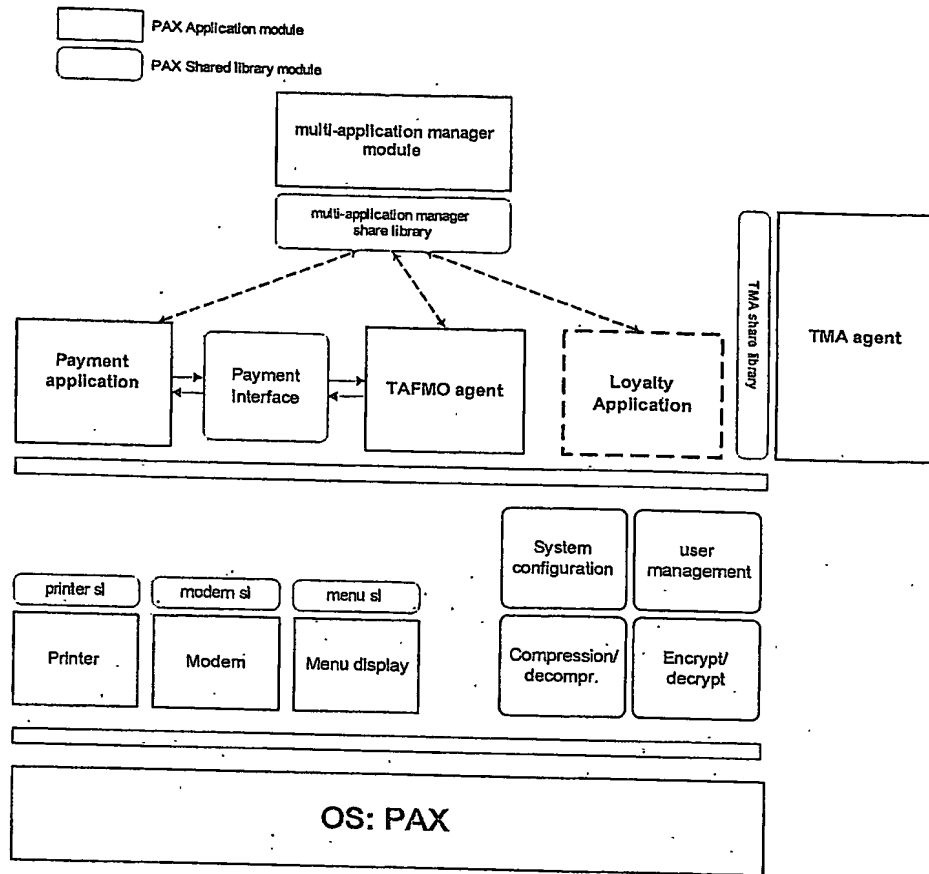 PAX Application module
PAX Shared library module
multi-application manager
module
multi-application manager
share library
Payment
application
Payment
Interface
TAFMO agent
Loyalty
Application
TMA share library
TMA agent
System
configuration
user
management
printer sl
modem sl
menu sl
Printer
Modem
Menu display
Compression/
decompr.
Encrypt/
decrypt
OS: PAX